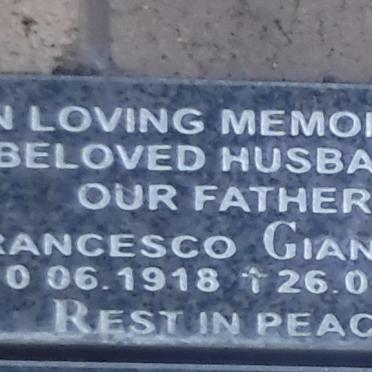 N LOVING MEMO
BELOVED HUSBA
OUR FATHER
RANCESCO GIAN
0 06.1918 †26.0
REST IN PEAC